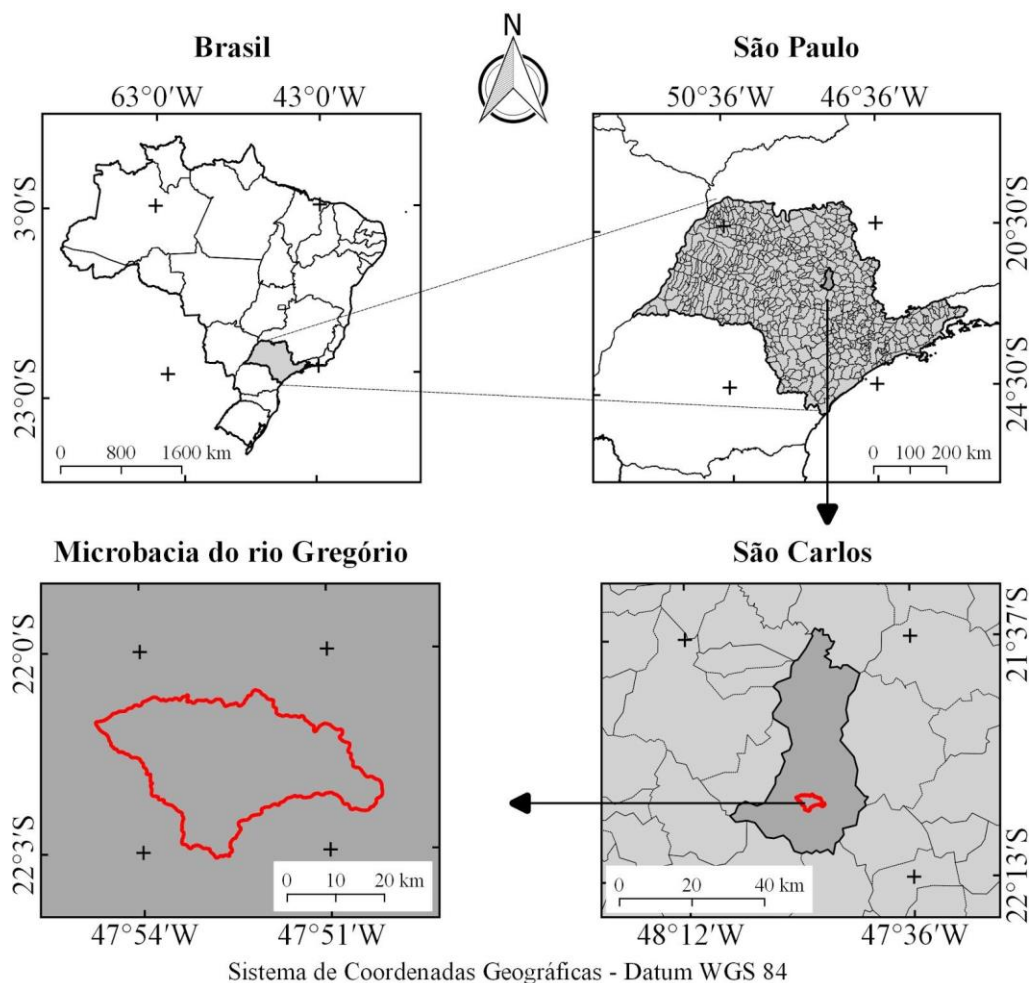 N
Brasil
63°0'W 43°0'W
3°0'S
23°0'S
0 800 1600 km
São Paulo
50°36'W 46°36'W
20°30'S
24°30'S
0 100 200 km
Microbacia do rio Gregório
22°0'S
22°3'S
0 10 20 km
47°54'W 47°51'W
São Carlos
21°37'S
22°13'S
0 20 40 km
48°12'W 47°36'W
Sistema de Coordenadas Geográficas - Datum WGS 84